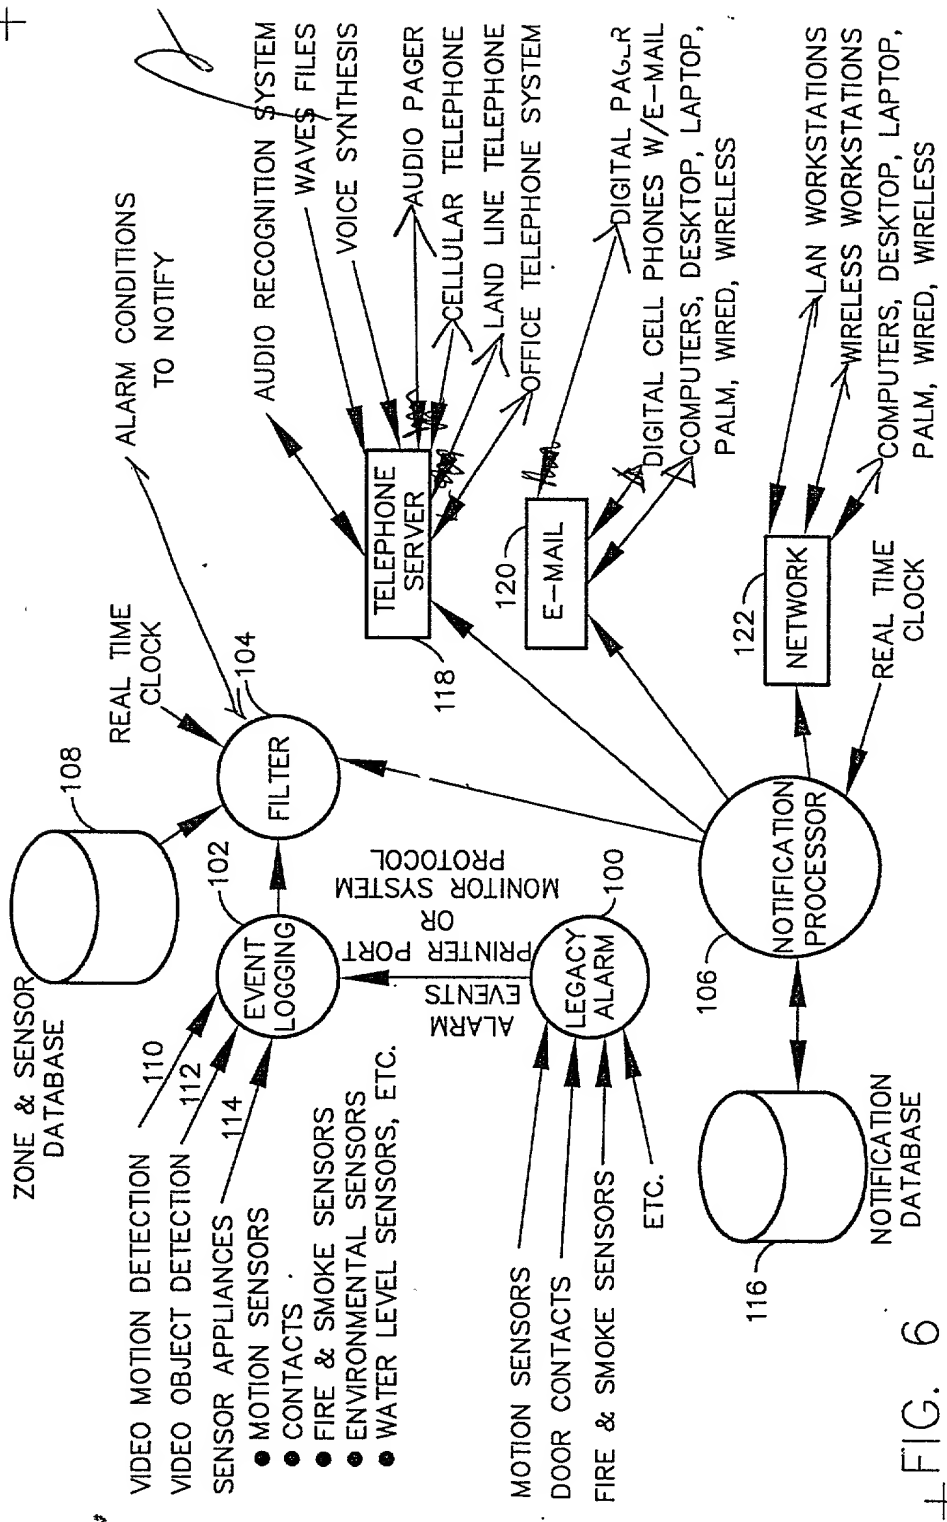 ZONE & SENSOR
DATABASE
108
REAL TIME
CLOCK
104
FILTER
ALARM CONDITIONS
TO NOTIFY
VIDEO MOTION DETECTION
110
VIDEO OBJECT DETECTION
112
SENSOR APPLIANCES
114
● MOTION SENSORS
● CONTACTS
● FIRE & SMOKE SENSORS
● ENVIRONMENTAL SENSORS
● WATER LEVEL SENSORS, ETC.
102
EVENT
LOGGING
ALARM
EVENTS
PRINTER PORT
OR
MONITOR SYSTEM
PROTOCOL
100
LEGACY
ALARM
MOTION SENSORS
DOOR CONTACTS
FIRE & SMOKE SENSORS
ETC.
AUDIO RECOGNITION SYSTEM
WAVES FILES
VOICE SYNTHESIS
AUDIO PAGER
CELLULAR TELEPHONE
LAND LINE TELEPHONE
OFFICE TELEPHONE SYSTEM
TELEPHONE
SERVER
118
DIGITAL PAGER
DIGITAL CELL PHONES W/E-MAIL
COMPUTERS, DESKTOP, LAPTOP,
PALM, WIRED, WIRELESS
120
E-MAIL
LAN WORKSTATIONS
WIRELESS WORKSTATIONS
COMPUTERS, DESKTOP, LAPTOP,
PALM, WIRED, WIRELESS
122
NETWORK
REAL TIME
CLOCK
106
NOTIFICATION
PROCESSOR
116
NOTIFICATION
DATABASE
FIG. 6